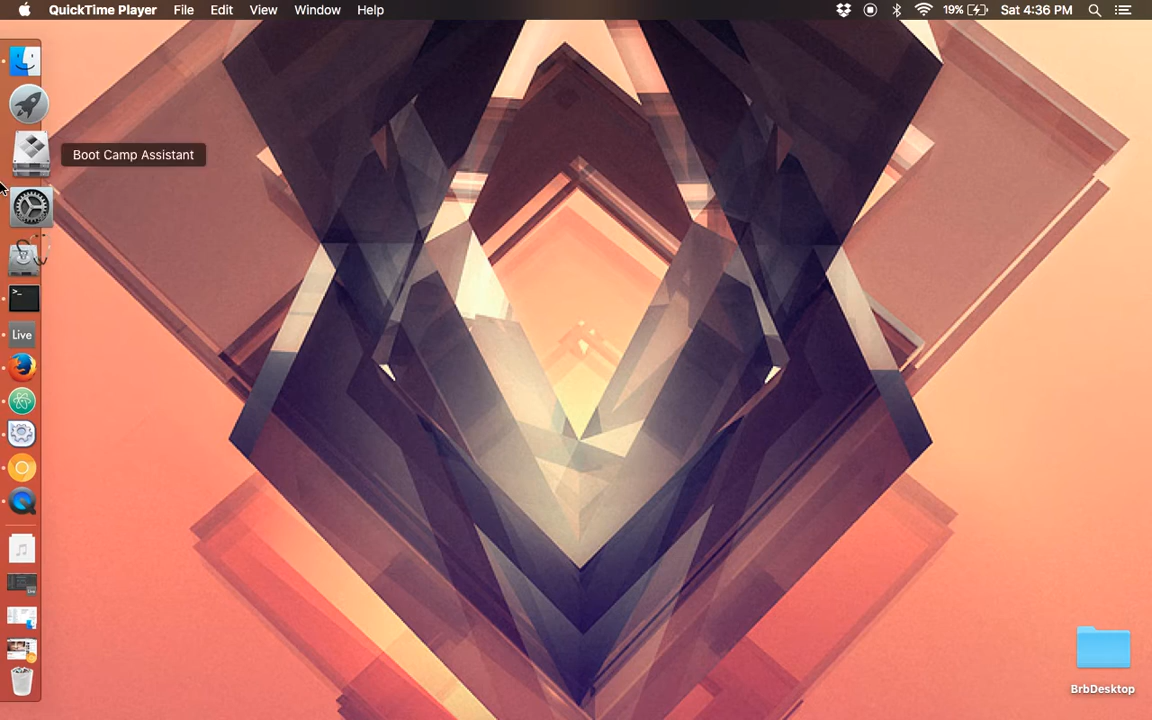 QuickTime Player File Edit View Window Help 19% Sat 4:36 PM
Boot Camp Assistant
>_
Live
BrbDesktop